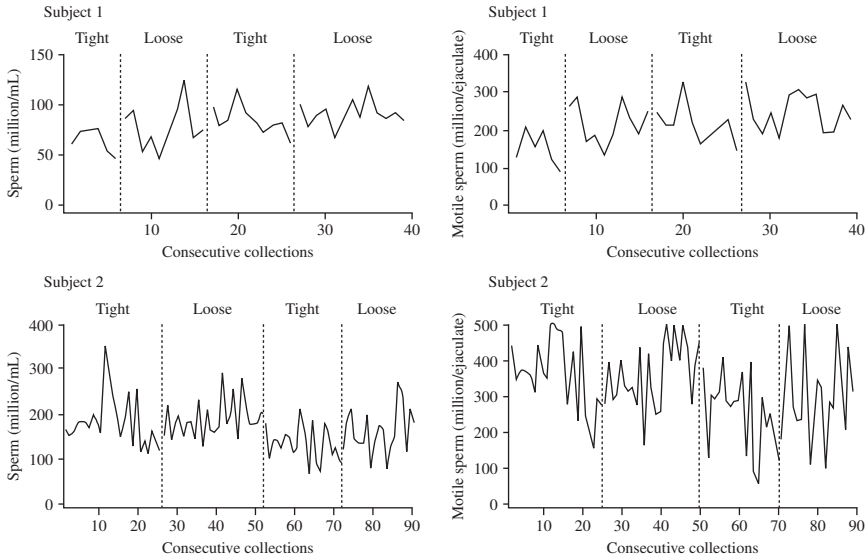 Subject 1
Tight Loose Tight Loose
Sperm (million/mL)
150
100
50
0
10 20 30 40
Consecutive collections
Subject 1
Tight Loose Tight Loose
Motile sperm (million/ejaculate)
400
300
200
100
0
10 20 30 40
Consecutive collections
Subject 2
Tight Loose Tight Loose
Sperm (million/mL)
400
300
200
100
0
10 20 30 40 50 60 70 80 90
Consecutive collections
Subject 2
Tight Loose Tight Loose
Motile sperm (million/ejaculate)
500
400
300
200
100
0
10 20 30 40 50 60 70 80 90
Consecutive collections